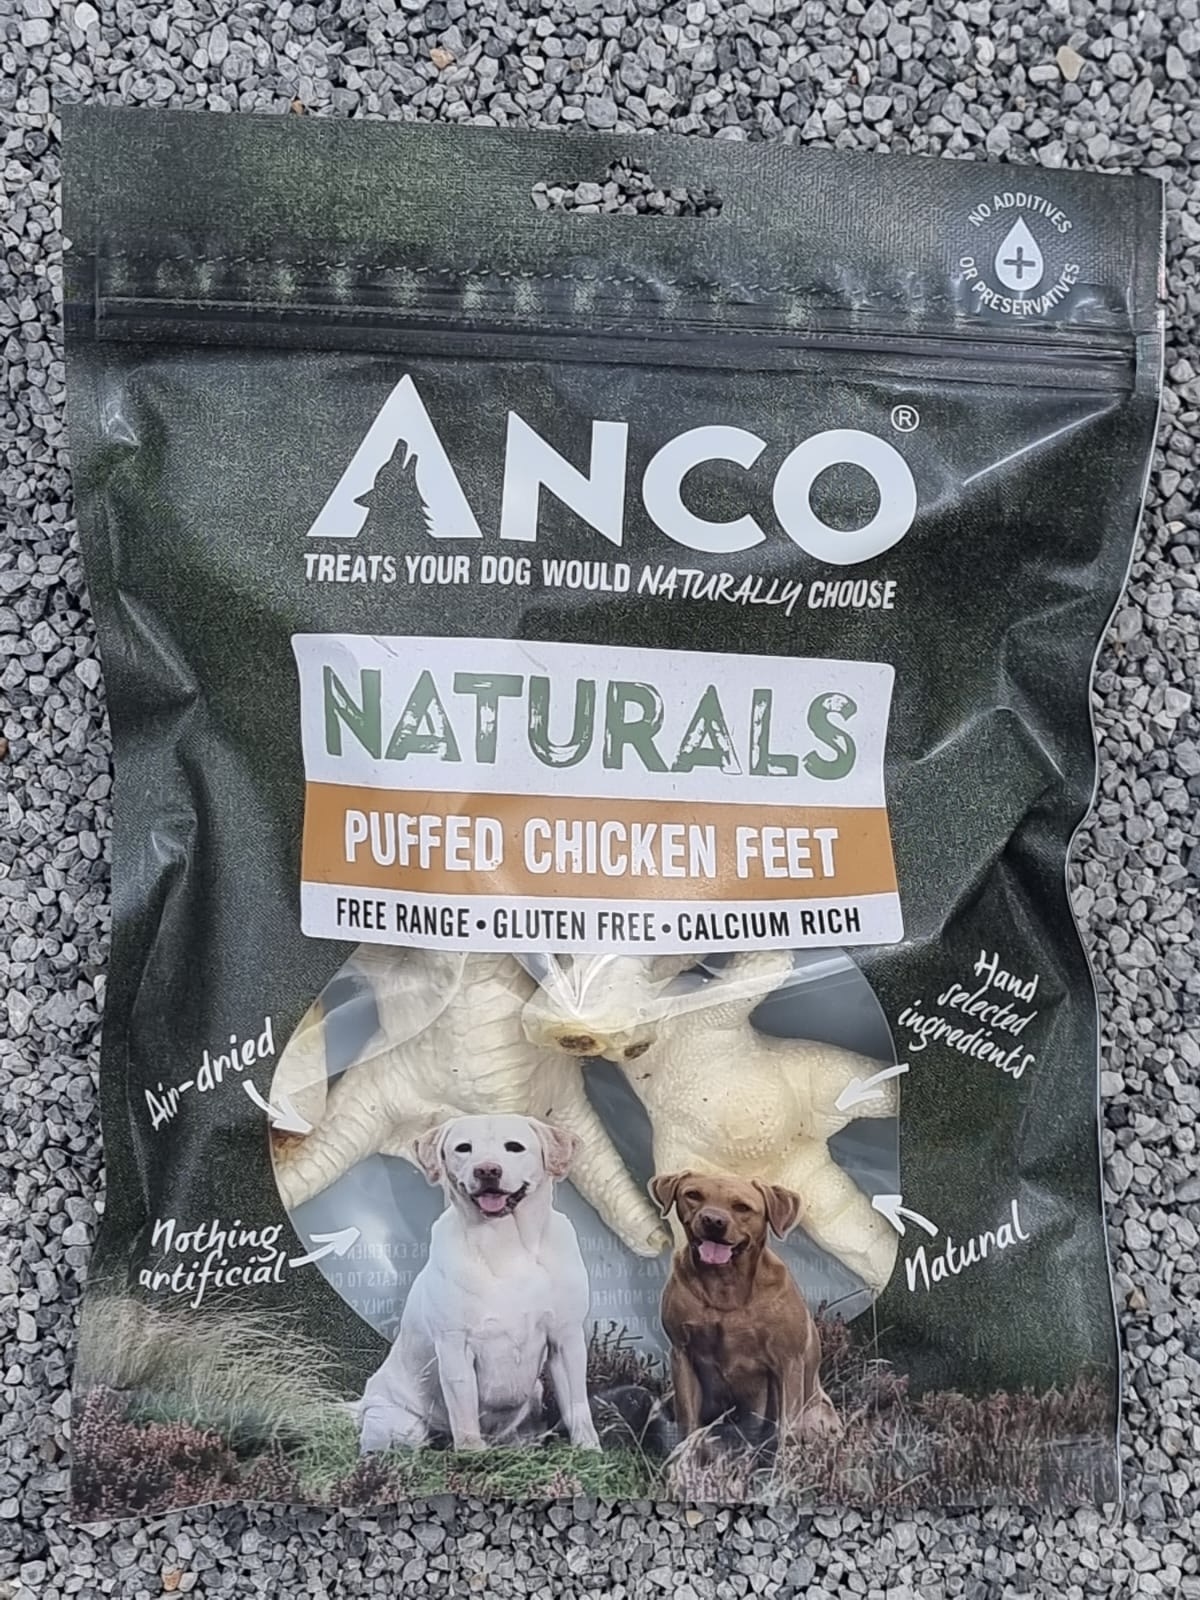 NO ADDITIVES
OR PRESERVATIVES
ANCO®
TREATS YOUR DOG WOULD NATURALLY CHOOSE
NATURALS
PUFFED CHICKEN FEET
FREE RANGE • GLUTEN FREE • CALCIUM RICH
Hand
selected
ingredients
Air-dried
Nothing
artificial
Natural